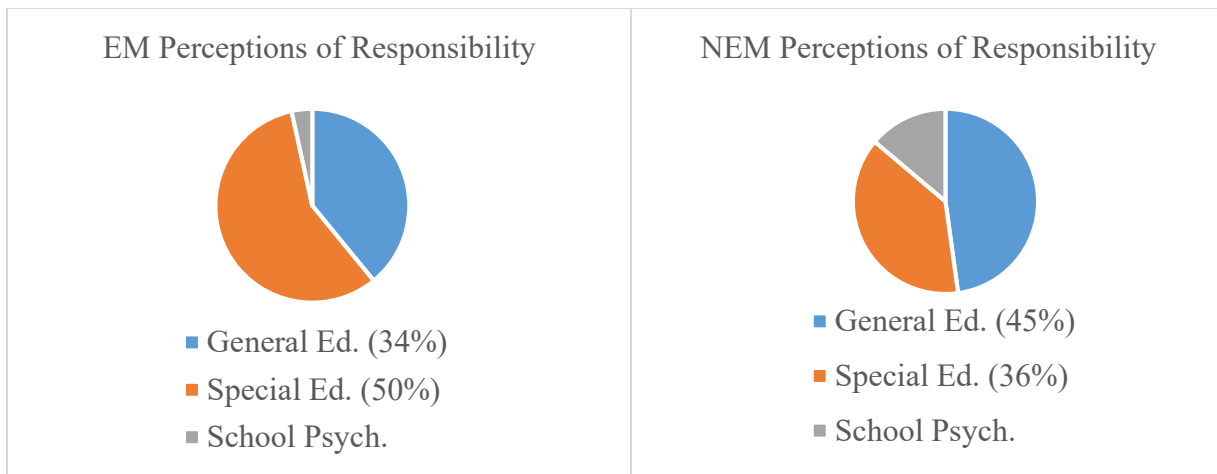 EM Perceptions of Responsibility
General Ed. (34%)
Special Ed. (50%)
School Psych.
NEM Perceptions of Responsibility
General Ed. (45%)
Special Ed. (36%)
School Psych.